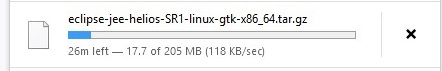 eclipse-jee-helios-SR1-linux-gtk-x86_64.tar.gz
26m left — 17.7 of 205 MB (118 KB/sec)